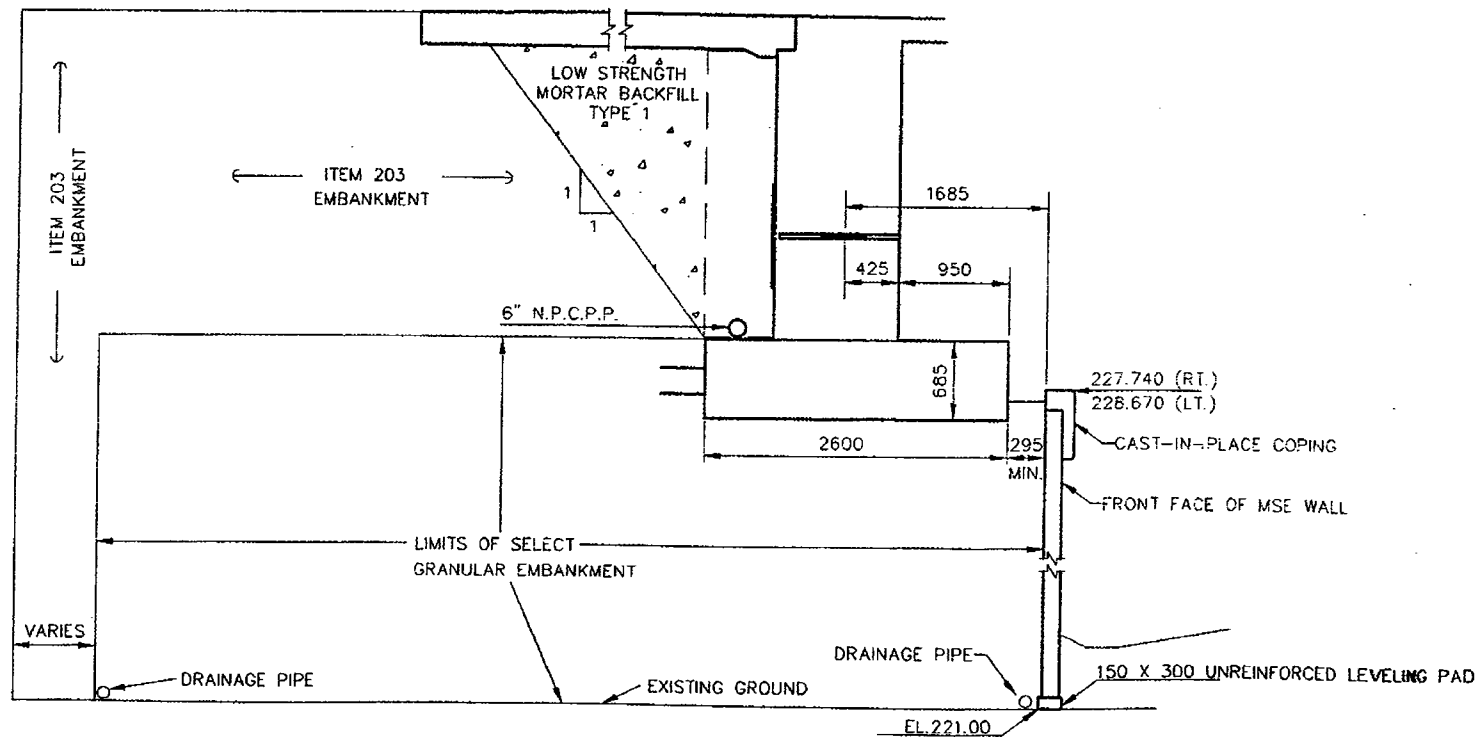 LOW STRENGTH
MORTAR BACKFILL
TYPE 1
ITEM 203
EMBANKMENT
ITEM 203
EMBANKMENT
1
1
1685
425
950
6" N.P.C.P.P.
685
227.740 (RT.)
228.670 (LT.)
CAST-IN-PLACE COPING
2600
295
MIN.
FRONT FACE OF MSE WALL
LIMITS OF SELECT
GRANULAR EMBANKMENT
VARIES
DRAINAGE PIPE
DRAINAGE PIPE
EXISTING GROUND
150 X 300 UNREINFORCED LEVELING PAD
EL.221.00